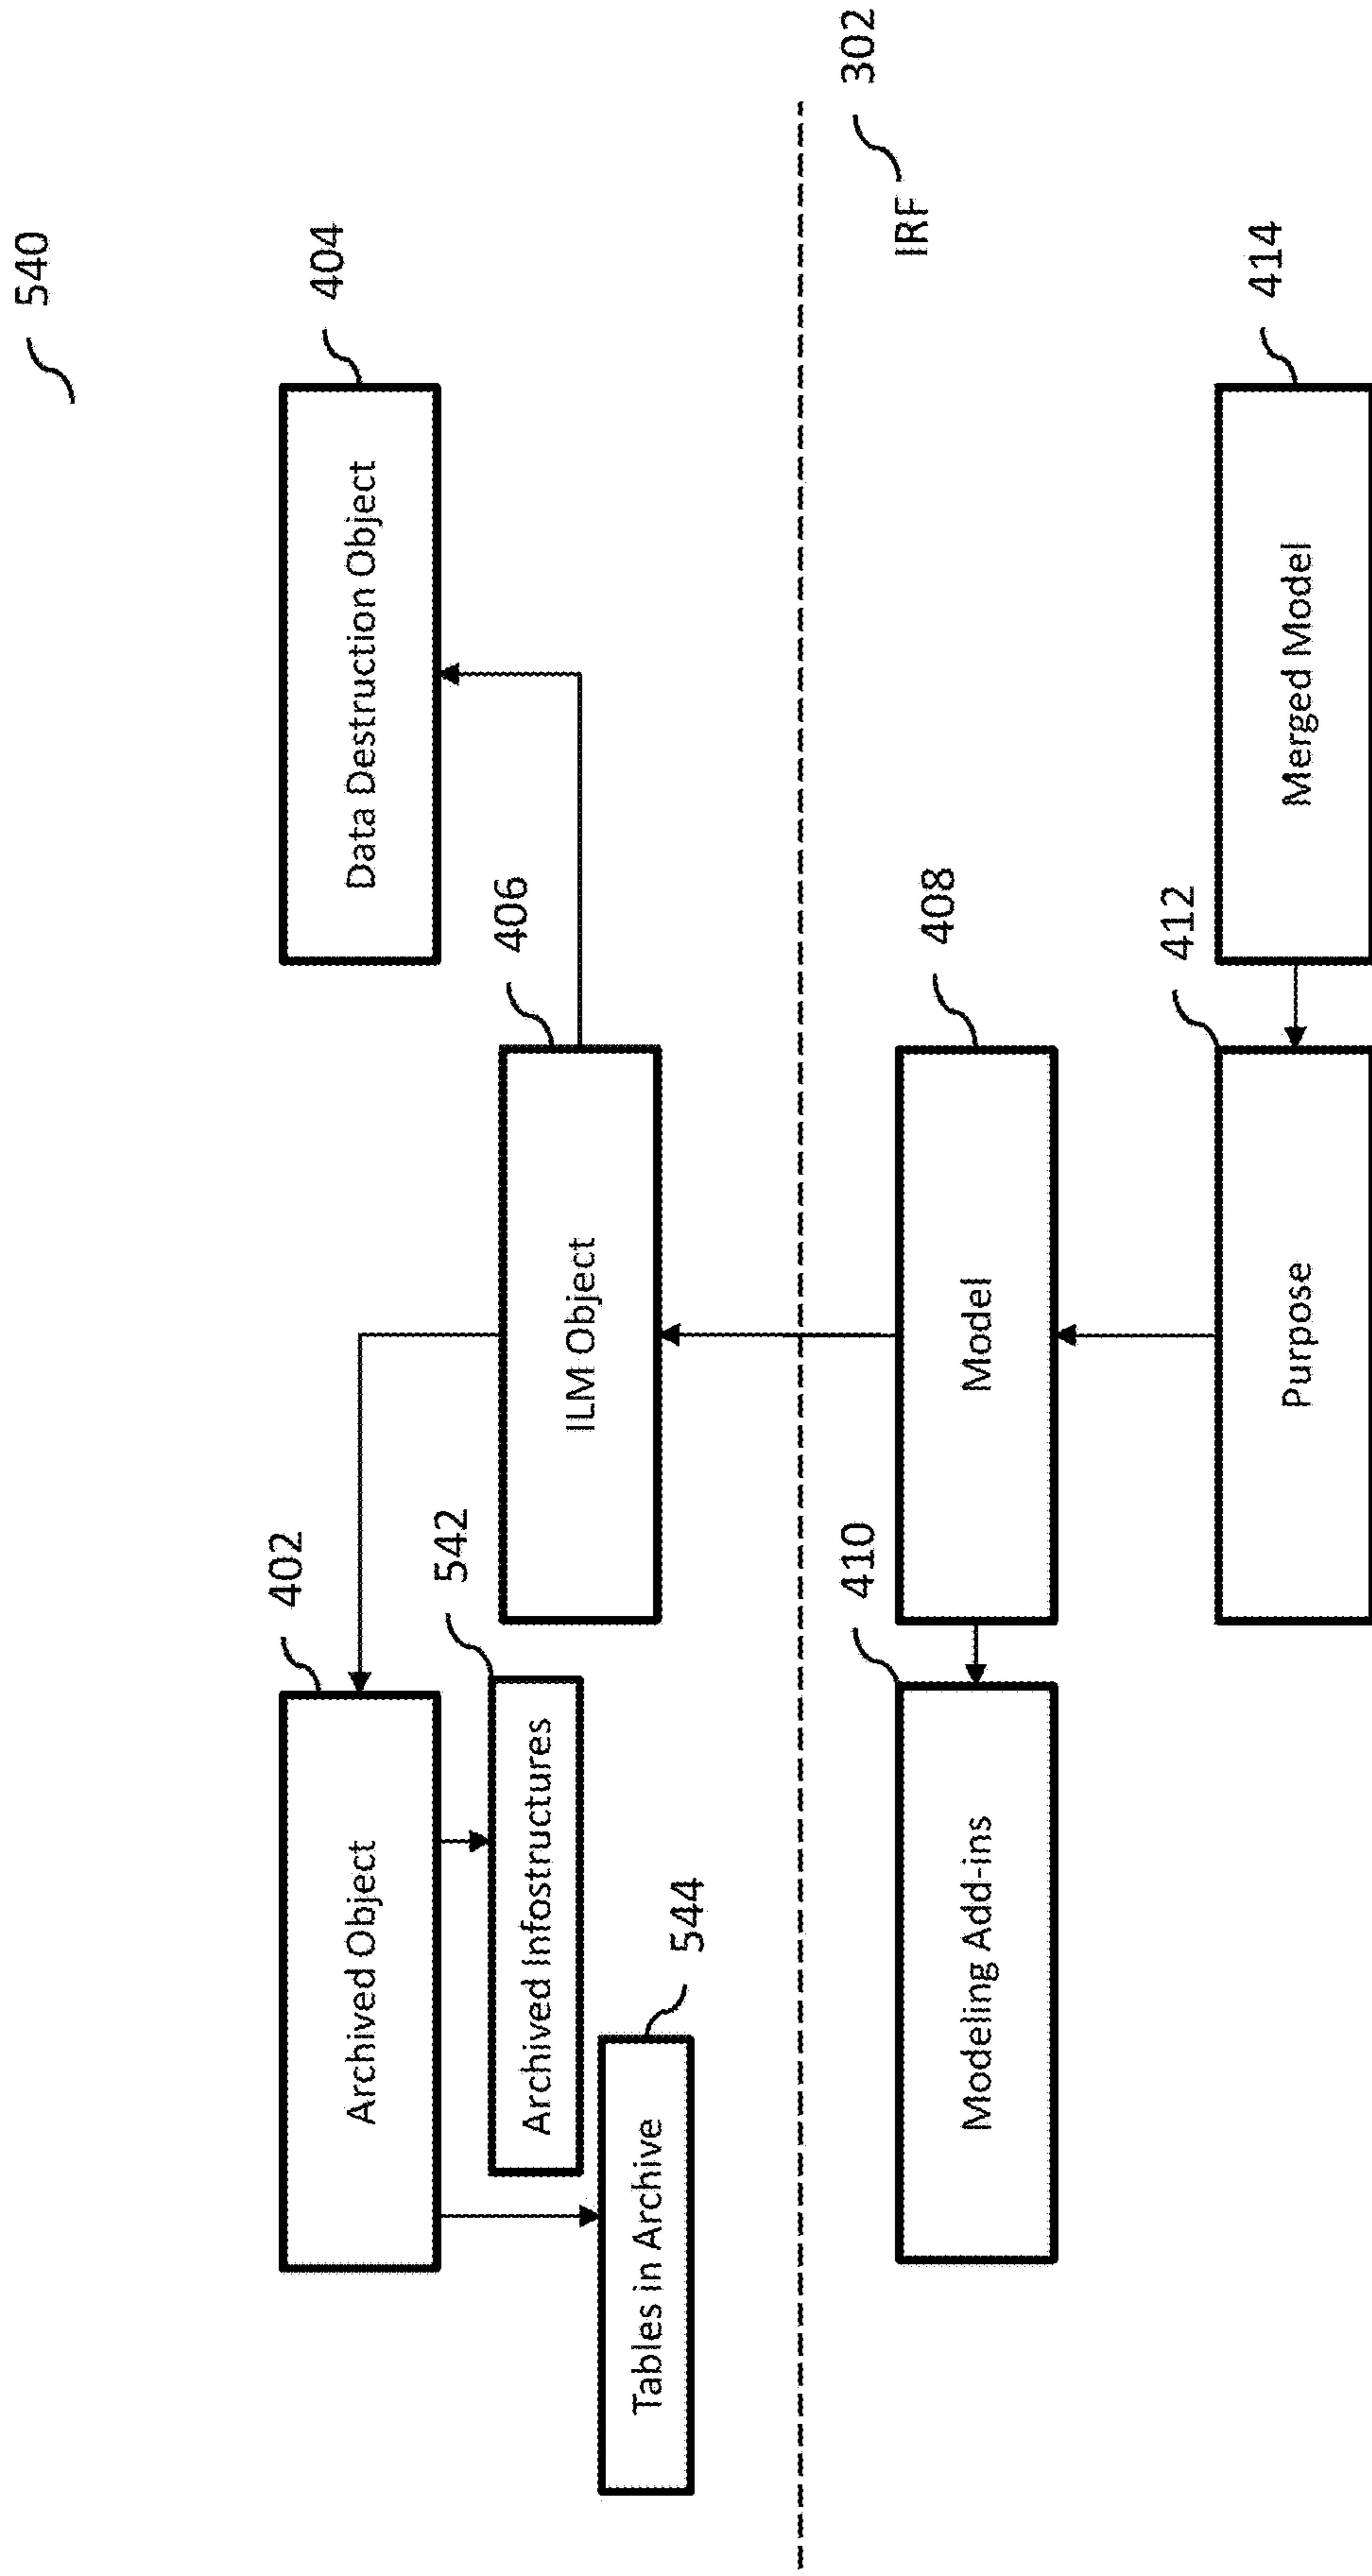 540
402
Archived Object
404
Data Destruction Object
542
Archived Infostructures
406
ILM Object
544
Tables in Archive
IRF
302
410
Modeling Add-ins
408
Model
412
Purpose
414
Merged Model